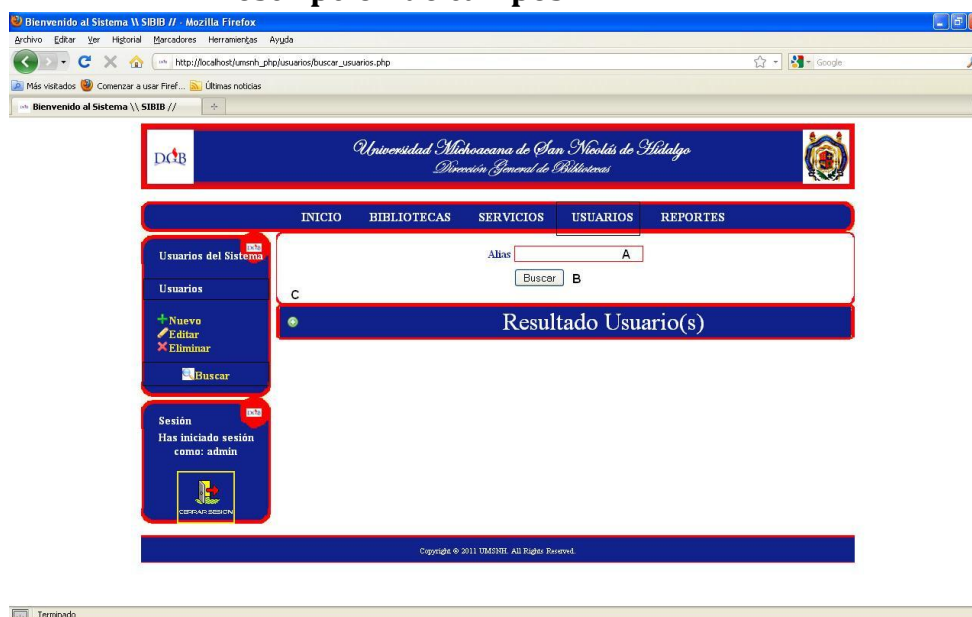 Bienvenido al Sistema \\ SIBIB // - Mozilla Firefox
Archivo Editar Ver Historial Marcadores Herramientas Ayuda
http://localhost/umsnh_php/usuarios/buscar_usuarios.php
Google
Más visitados Comenzar a usar Firef... Últimas noticias
Bienvenido al Sistema \\ SIBIB //
DGB
Universidad Michoacana de San Nicolás de Hidalgo
Dirección General de Bibliotecas
INICIO BIBLIOTECAS SERVICIOS USUARIOS REPORTES
Usuarios del Sistema
Usuarios
Nuevo
Editar
Eliminar
Buscar
Alias A
Buscar B
C
Resultado Usuario(s)
Sesión
Has iniciado sesión
como: admin
CERRAR SESION
Copyright © 2011 UMSNH. All Rights Reserved.
Terminado